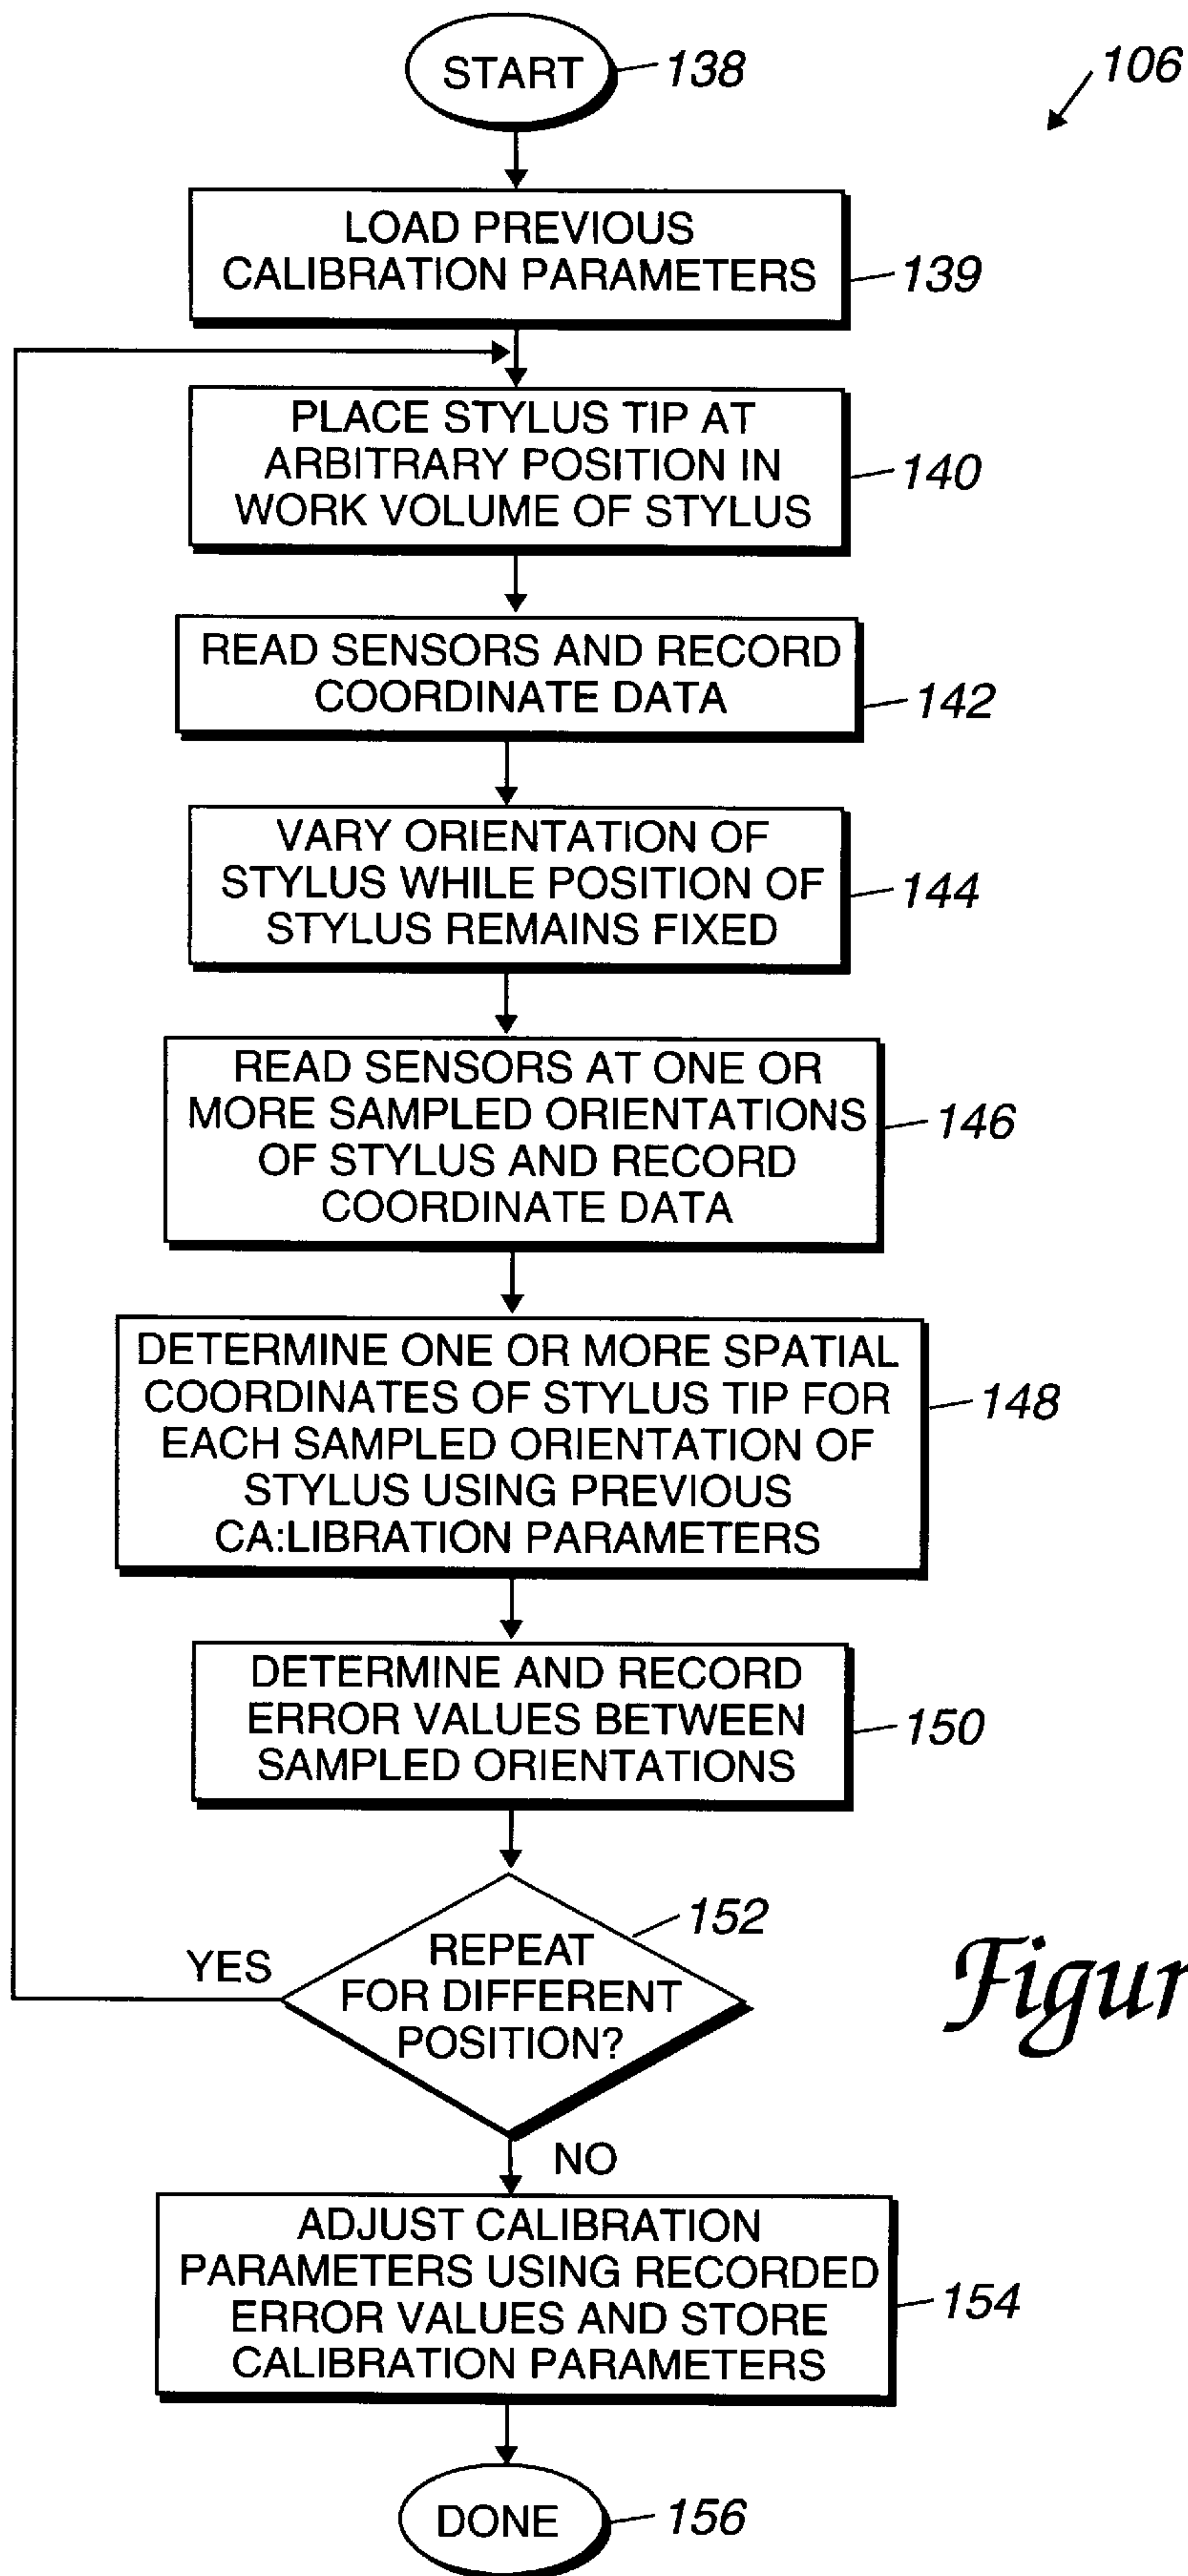 START
138
106
LOAD PREVIOUS
CALIBRATION PARAMETERS
139
PLACE STYLUS TIP AT
ARBITRARY POSITION IN
WORK VOLUME OF STYLUS
140
READ SENSORS AND RECORD
COORDINATE DATA
142
VARY ORIENTATION OF
STYLUS WHILE POSITION OF
STYLUS REMAINS FIXED
144
READ SENSORS AT ONE OR
MORE SAMPLED ORIENTATIONS
OF STYLUS AND RECORD
COORDINATE DATA
146
DETERMINE ONE OR MORE SPATIAL
COORDINATES OF STYLUS TIP FOR
EACH SAMPLED ORIENTATION OF
STYLUS USING PREVIOUS
CA:LIBRATION PARAMETERS
148
DETERMINE AND RECORD
ERROR VALUES BETWEEN
SAMPLED ORIENTATIONS
150
152
YES
REPEAT
FOR DIFFERENT
POSITION?
Figur
NO
ADJUST CALIBRATION
PARAMETERS USING RECORDED
ERROR VALUES AND STORE
CALIBRATION PARAMETERS
154
DONE
156